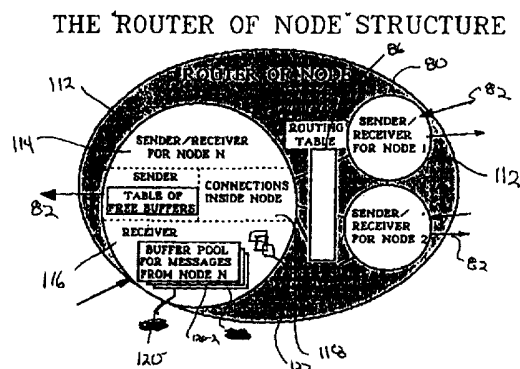 THE "ROUTER OF NODE" STRUCTURE
86
80
112
ROUTER OF NODE
82
114
SENDER/RECEIVER
FOR NODE N
ROUTING
TABLE
SENDER/
RECEIVER
FOR NODE 1
112
SENDER
TABLE OF
FREE BUFFERS
CONNECTIONS
INSIDE NODE
82
SENDER/
RECEIVER
FOR NODE 2
82
RECEIVER
BUFFER POOL
FOR MESSAGES
FROM NODE N
116
120
120-2
118